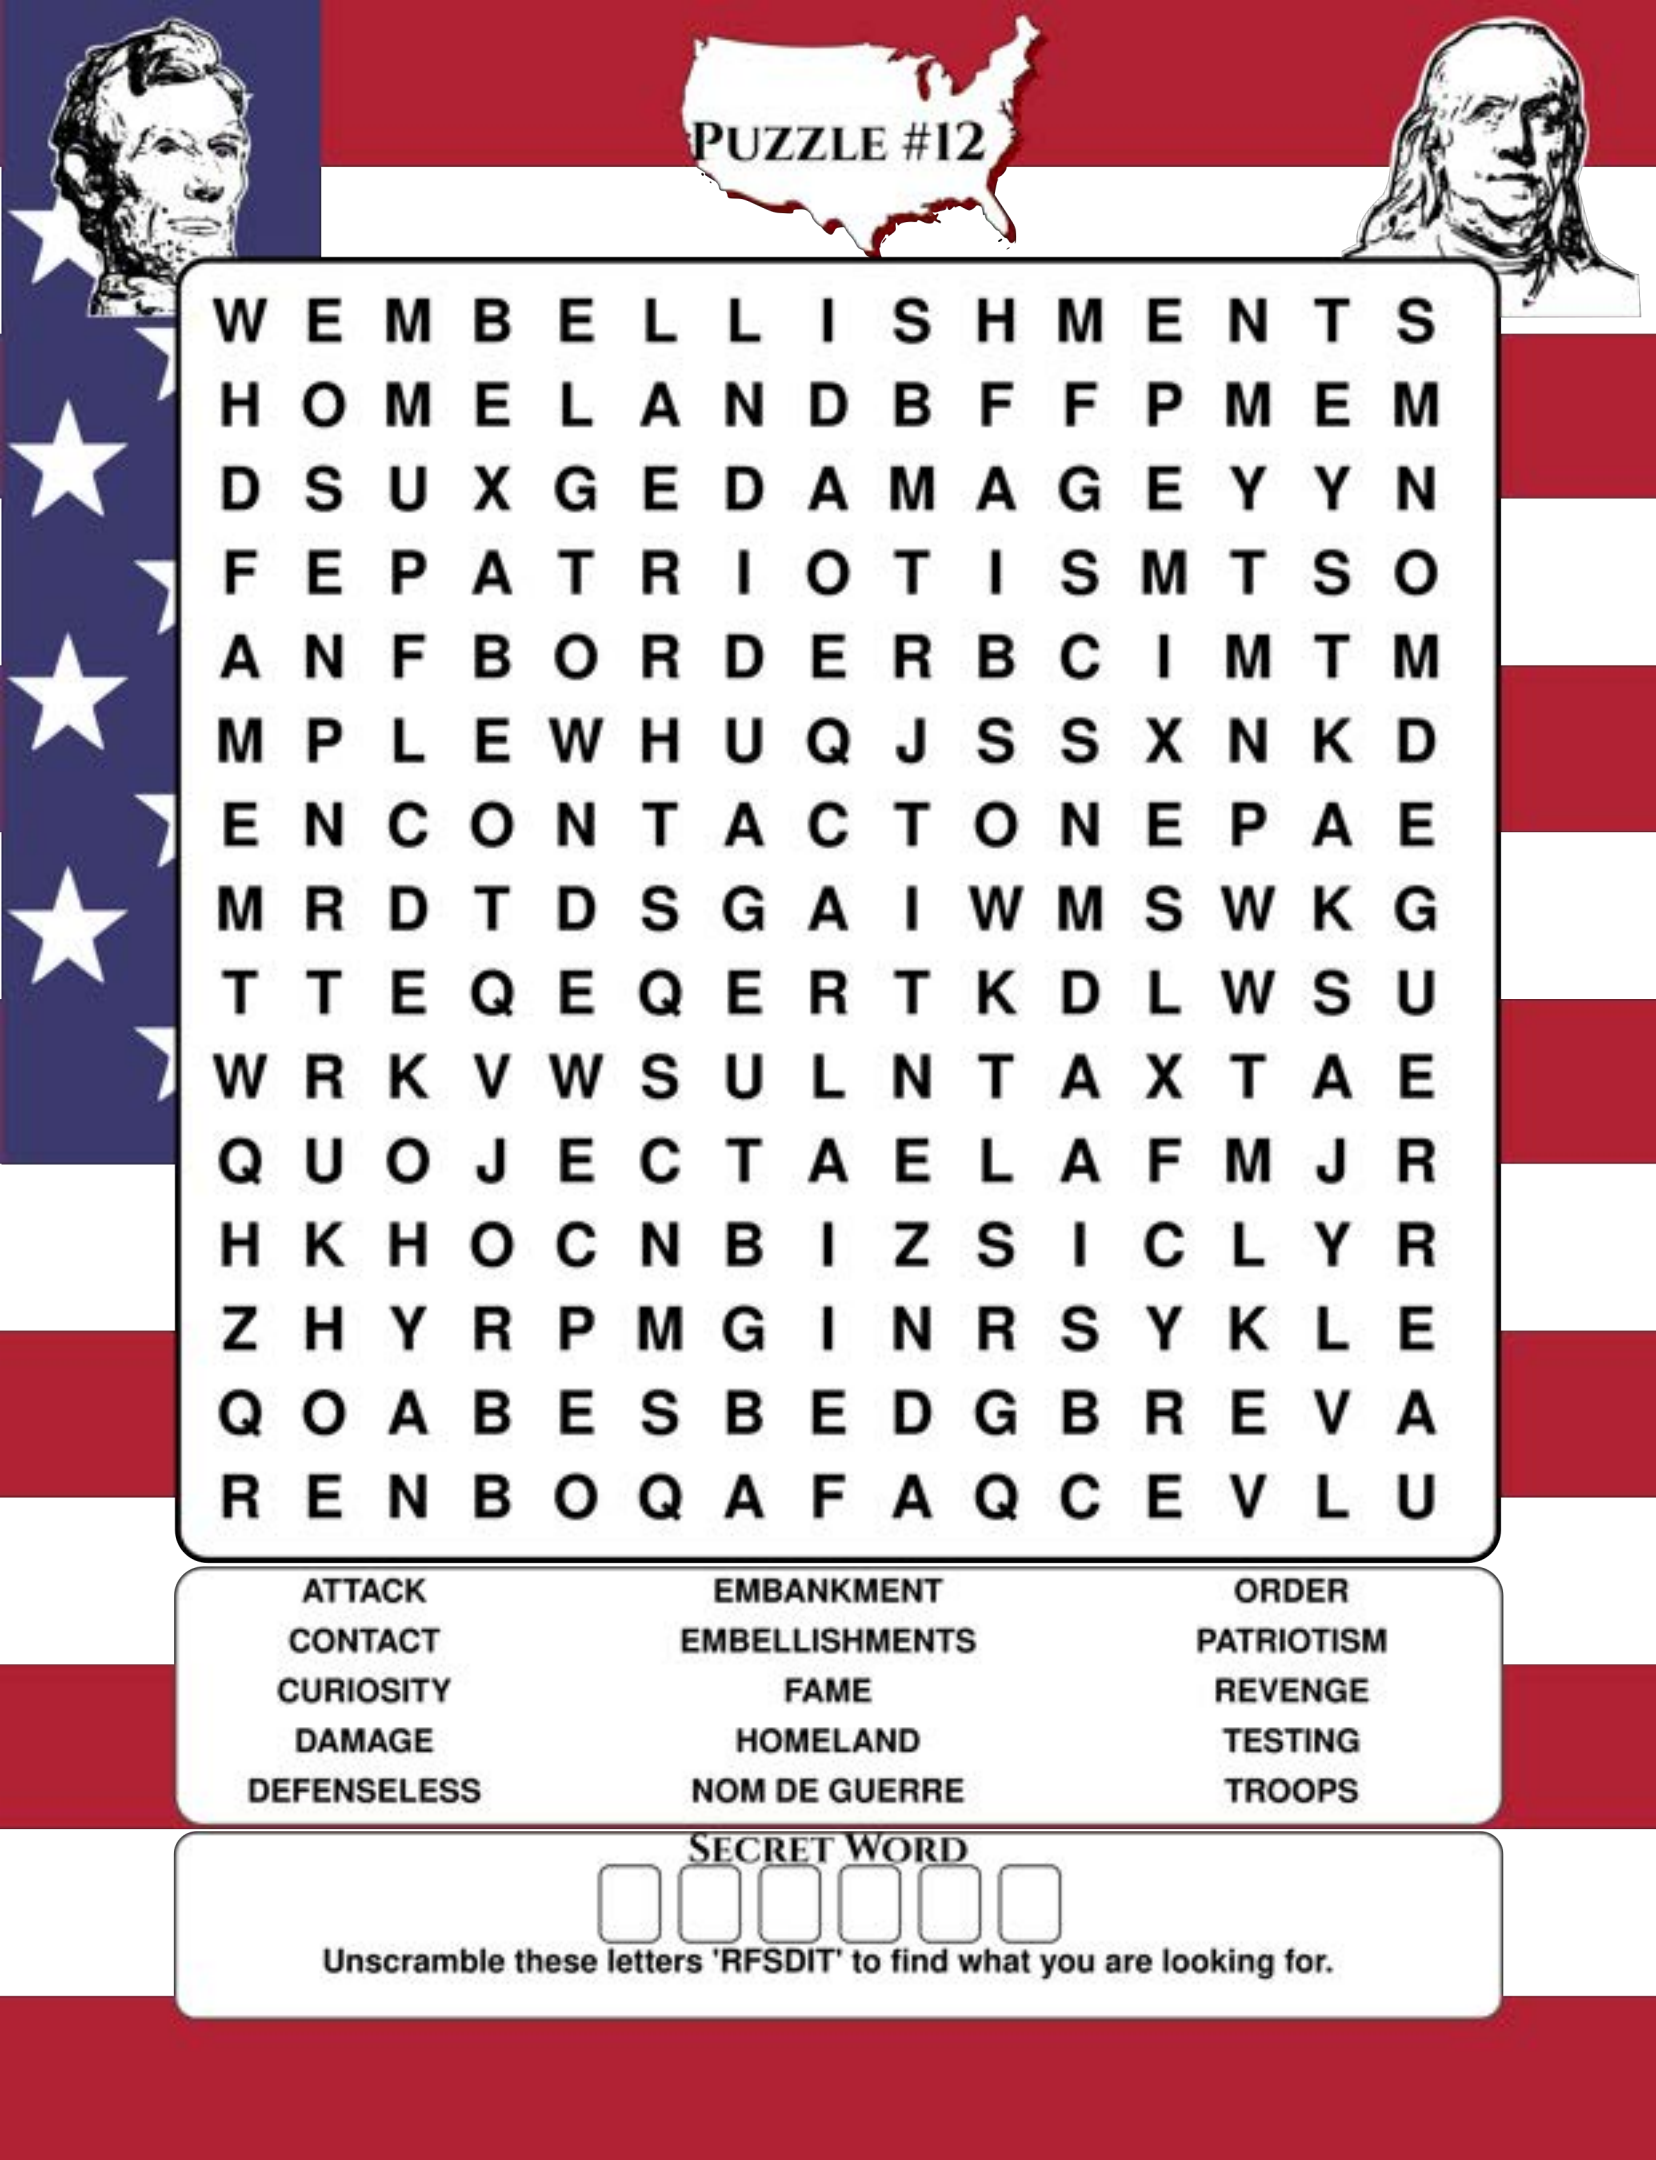 PUZZLE #12
W E M B E L L I S H M E N T S
H O M E L A N D B F F P M E M
D S U X G E D A M A G E Y Y N
F E P A T R I O T I S M T S O
A N F B O R D E R B C I M T M
M P L E W H U Q J S S X N K D
E N C O N T A C T O N E P A E
M R D T D S G A I W M S W K G
T T E Q E Q E R T K D L W S U
W R K V W S U L N T A X T A E
Q U O J E C T A E L A F M J R
H K H O C N B I Z S I C L Y R
Z H Y R P M G I N R S Y K L E
Q O A B E S B E D G B R E V A
R E N B O Q A F A Q C E V L U
ATTACK EMBANKMENT ORDER
CONTACT EMBELLISHMENTS PATRIOTISM
CURIOSITY FAME REVENGE
DAMAGE HOMELAND TESTING
DEFENSELESS NOM DE GUERRE TROOPS
SECRET WORD
Unscramble these letters 'RFSDIT' to find what you are looking for.